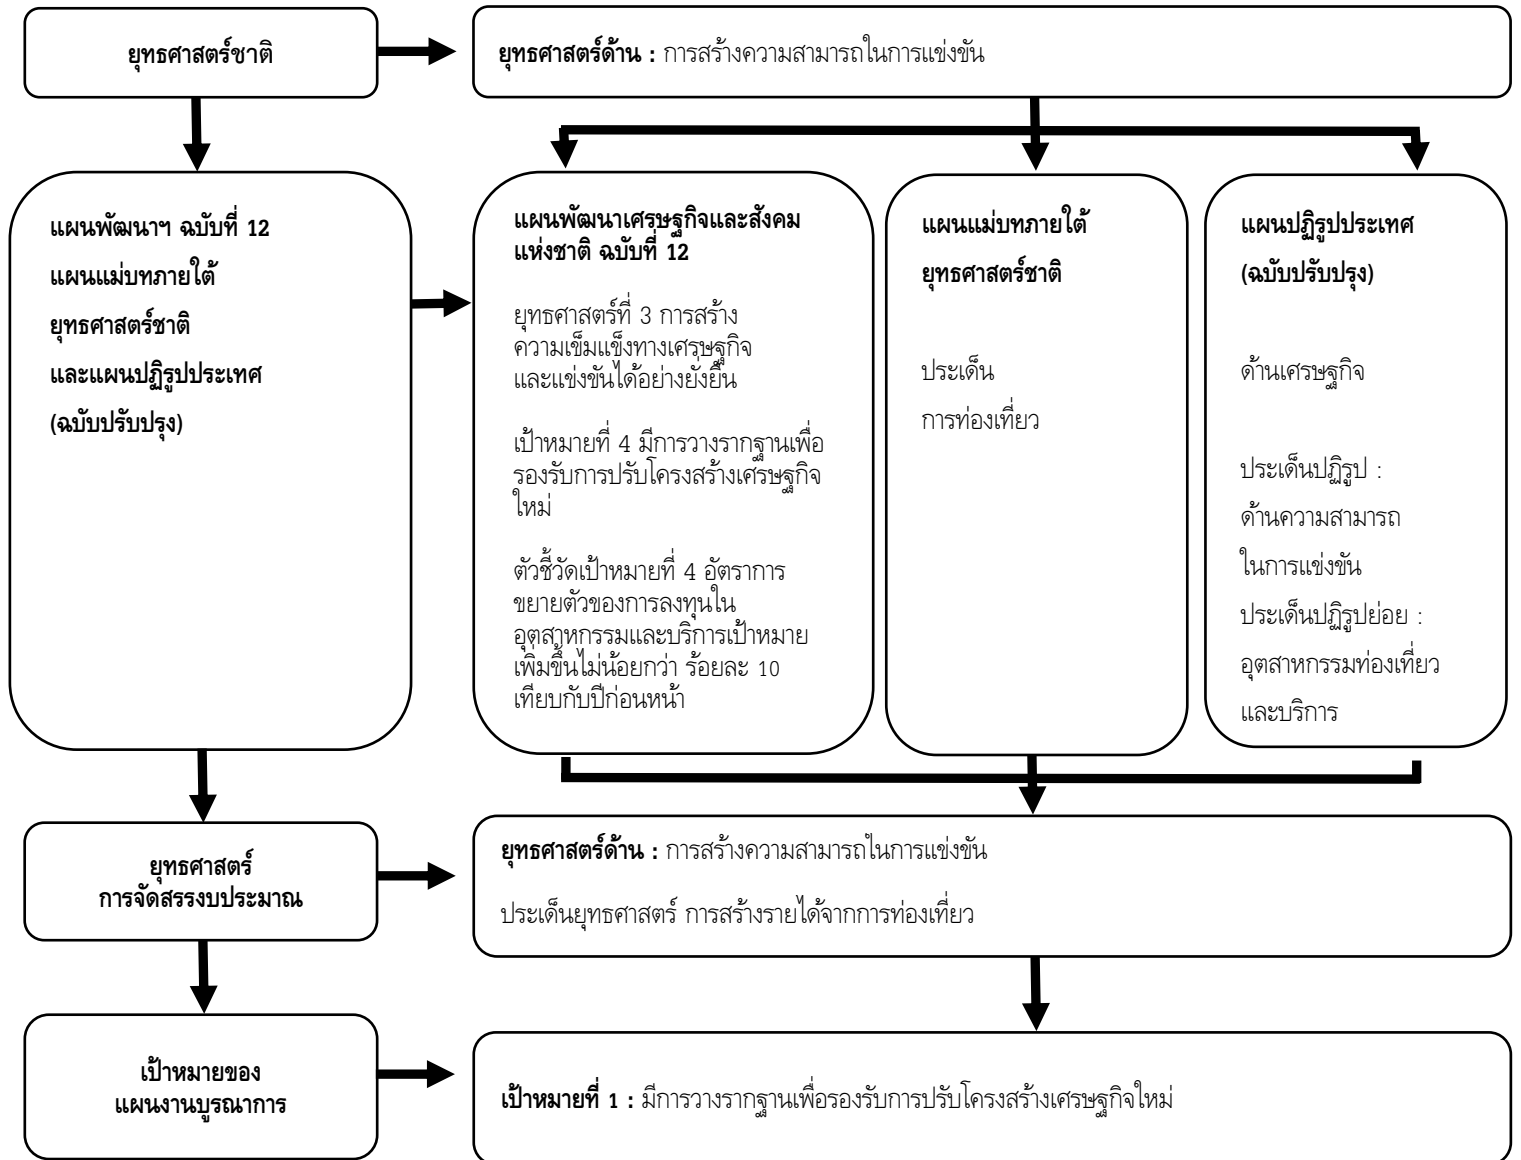 ยุทธศาสตร์ชาติ
ยุทธศาสตร์ด้าน : การสร้างความสามารถในการแข่งขัน
แผนพัฒนาฯ ฉบับที่ 12
แผนแม่บทภายใต้
ยุทธศาสตร์ชาติ
และแผนปฏิรูปประเทศ
(ฉบับปรับปรุง)
แผนพัฒนาเศรษฐกิจและสังคม
แห่งชาติ ฉบับที่ 12
ยุทธศาสตร์ที่ 3 การสร้าง
ความเข็มแข็งทางเศรษฐกิจ
และแข่งขันได้อย่างยั่งยืน
เป้าหมายที่ 4 มีการวางรากฐานเพื่อ
รองรับการปรับโครงสร้างเศรษฐกิจ
ใหม่
ตัวชี้วัดเป้าหมายที่ 4 อัตราการ
ขยายตัวของการลงทุนใน
อุตสาหกรรมและบริการเป้าหมาย
เพิ่มขึ้นไม่น้อยกว่า ร้อยละ 10
เทียบกับปีก่อนหน้า
แผนแม่บทภายใต้
ยุทธศาสตร์ชาติ
ประเด็น
การท่องเที่ยว
แผนปฏิรูปประเทศ
(ฉบับปรับปรุง)
ด้านเศรษฐกิจ
ประเด็นปฏิรูป :
ด้านความสามารถ
ในการแข่งขัน
ประเด็นปฏิรูปย่อย :
อุตสาหกรรมท่องเที่ยว
และบริการ
ยุทธศาสตร์
การจัดสรรงบประมาณ
ยุทธศาสตร์ด้าน : การสร้างความสามารถในการแข่งขัน
ประเด็นยุทธศาสตร์ การสร้างรายได้จากการท่องเที่ยว
เป้าหมายของ
แผนงานบูรณาการ
เป้าหมายที่ 1 : มีการวางรากฐานเพื่อรองรับการปรับโครงสร้างเศรษฐกิจใหม่